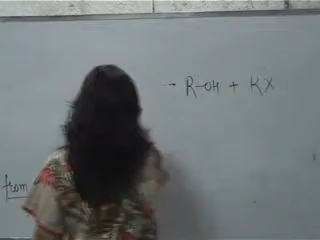 → R-OH + KX
from